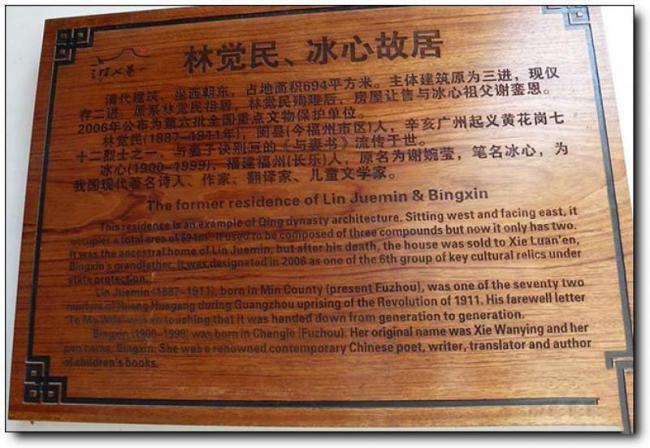 林觉民、冰心故居
清代建筑，坐西朝东，占地面积694平方米。主体建筑原为三进，现仅
存二进。原系林觉民祖居，林觉民殉难后，房屋让售与冰心祖父谢銮恩。
2006年公布为第六批全国重点文物保护单位。
林觉民(1887-1911年)，闽县(今福州市区)人，辛亥广州起义黄花岗七
十二烈士之一，与妻子诀别写的《与妻书》流传于世。
冰心(1900-1999)，福建福州(长乐)人，原名为谢婉莹，笔名冰心，为
我国现代著名诗人、作家、翻译家、儿童文学家。
The former residence of Lin Juemin & Bingxin
This residence is an example of Qing dynasty architecture. Sitting west and facing east, it
occupies a total area of 694m². It used to be composed of three compounds but now it only has two.
It was the ancestral home of Lin Juemin, but after his death, the house was sold to Xie Luan'en,
Bingxin's grandfather. It was designated in 2006 as one of the 6th group of key cultural relics under
state protection.
Lin Juemin (1887-1911), born in Min County (present Fuzhou), was one of the seventy two
martyrs of Huang Huagang during Guangzhou uprising of the Revolution of 1911. His farewell letter
To My Wife was so touching that it was handed down from generation to generation.
Bingxin (1900-1999) was born in Changle (Fuzhou). Her original name was Xie Wanying and her
pen name, Bingxin. She was a renowned contemporary Chinese poet, writer, translator and author
of children's books.